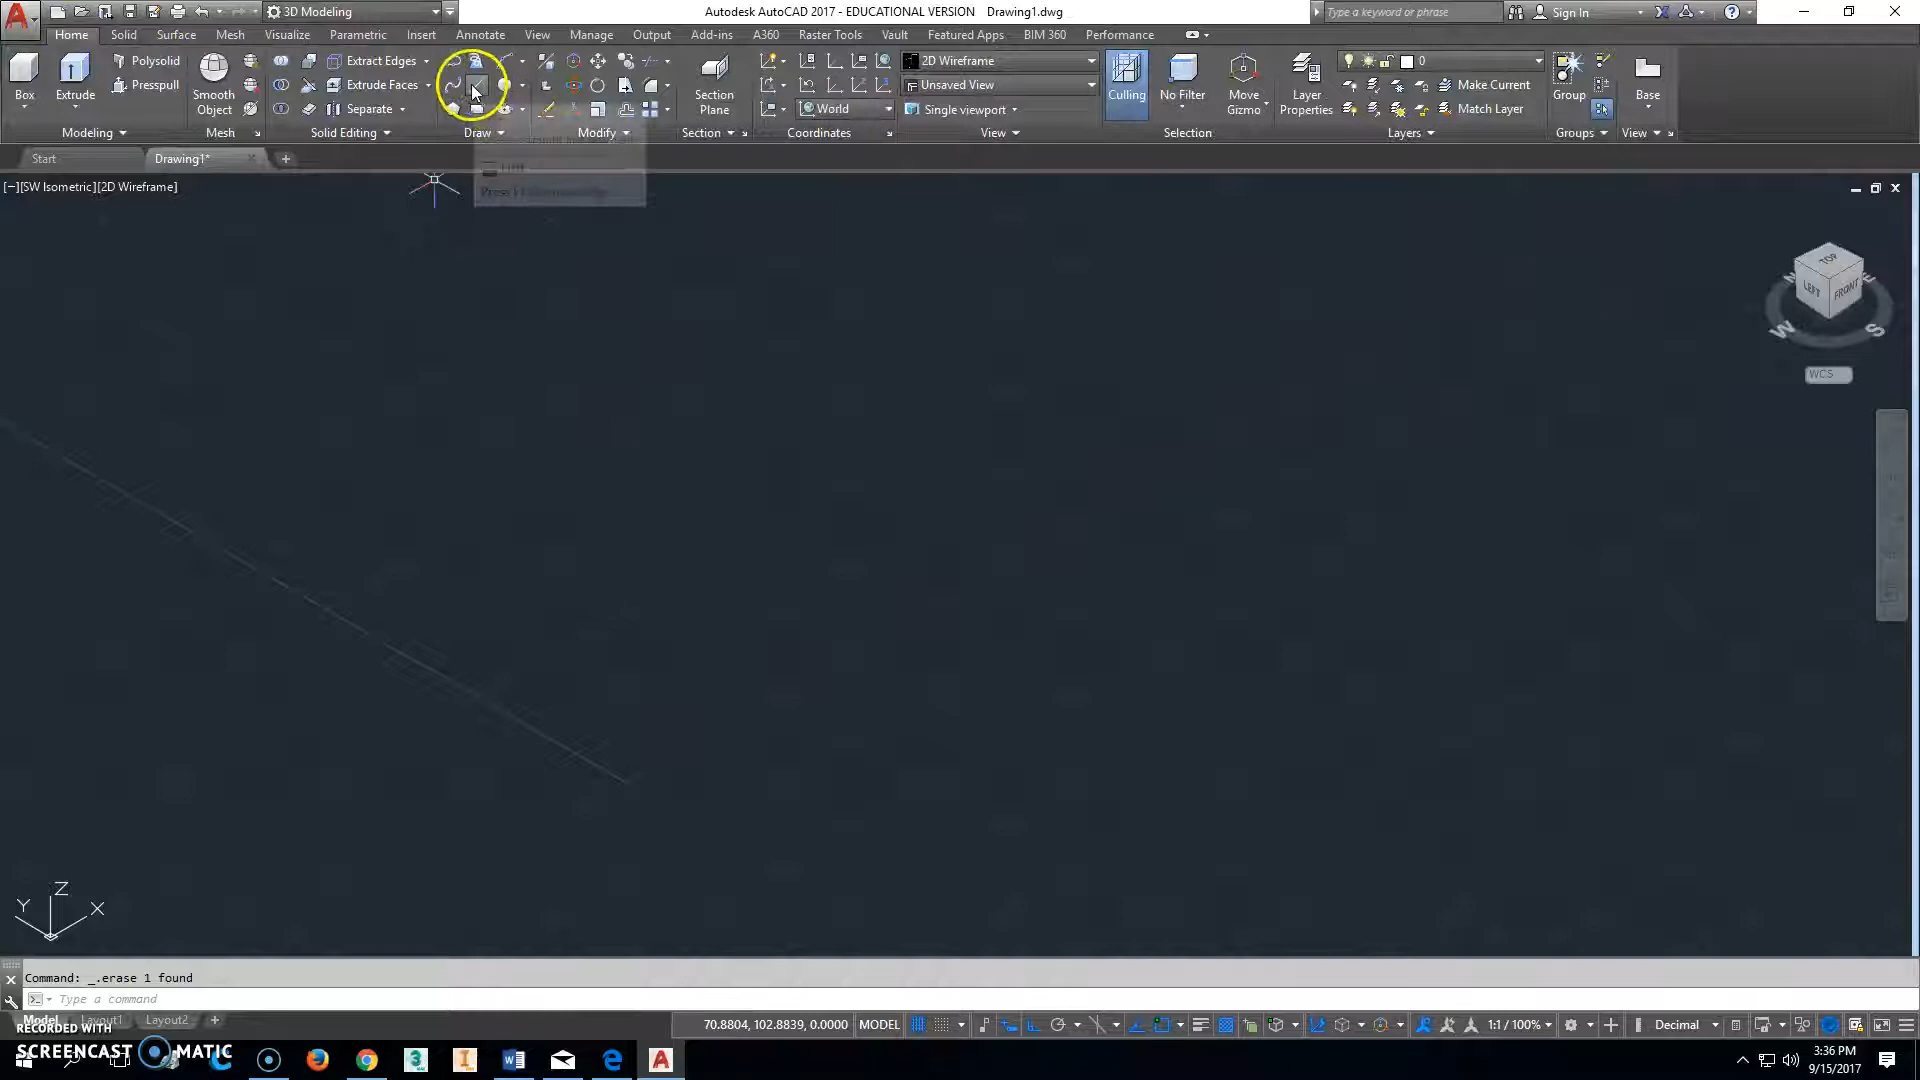 3D Modeling
Autodesk AutoCAD 2017 - EDUCATIONAL VERSION Drawing1.dwg
Type a keyword or phrase
Sign In
Home Solid Surface Mesh Visualize Parametric Insert Annotate View Manage Output Add-ins A360 Raster Tools Vault Featured Apps BIM 360 Performance
Box
Extrude
Polysolid
Presspull
Smooth Object
Extract Edges
Extrude Faces
Separate
Section Plane
World
2D Wireframe
Unsaved View
Single viewport
Culling
No Filter
Move Gizmo
Layer Properties
0
Make Current
Match Layer
Group
Base
Modeling Mesh Solid Editing Draw Modify Section Coordinates View Selection Layers Groups View
Start Drawing1*
[−][SW Isometric][2D Wireframe]
TOP
LEFT FRONT
N E
W S
WCS
Z
Y X
Command: _.erase 1 found
Type a command
Model Layout1 Layout2
70.8804, 102.8839, 0.0000 MODEL
1:1 / 100%
Decimal
RECORDED WITH
SCREENCAST MATIC
3:36 PM
9/15/2017